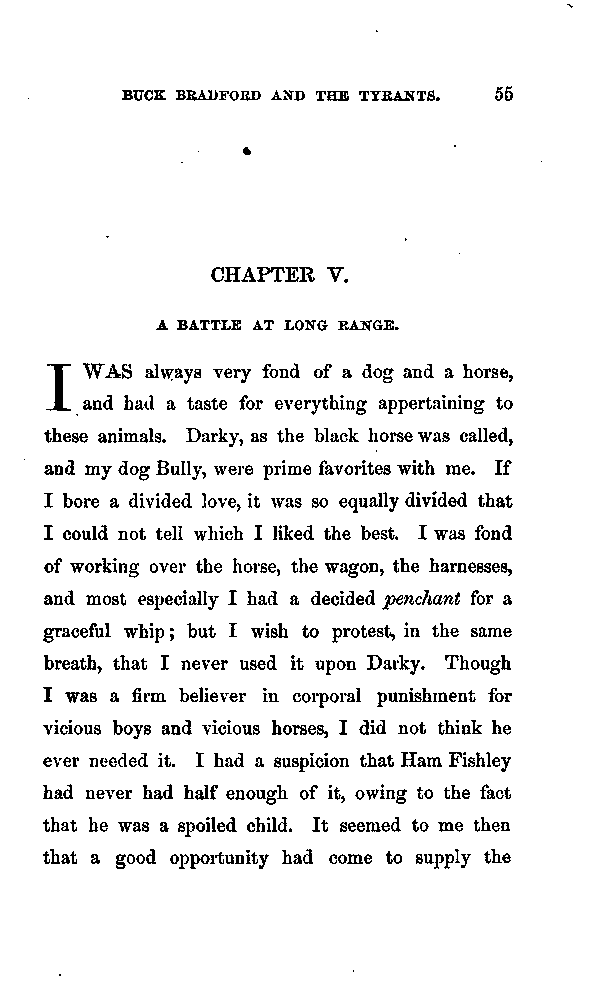 BUCK BRADFORD AND THE TYRANTS. 55
CHAPTER V.
A BATTLE AT LONG RANGE.
I WAS always very fond of a dog and a horse,
and had a taste for everything appertaining to
these animals. Darky, as the black horse was called,
and my dog Bully, were prime favorites with me. If
I bore a divided love, it was so equally divided that
I could not tell which I liked the best. I was fond
of working over the horse, the wagon, the harnesses,
and most especially I had a decided penchant for a
graceful whip; but I wish to protest, in the same
breath, that I never used it upon Darky. Though
I was a firm believer in corporal punishment for
vicious boys and vicious horses, I did not think he
ever needed it. I had a suspicion that Ham Fishley
had never had half enough of it, owing to the fact
that he was a spoiled child. It seemed to me then
that a good opportunity had come to supply the